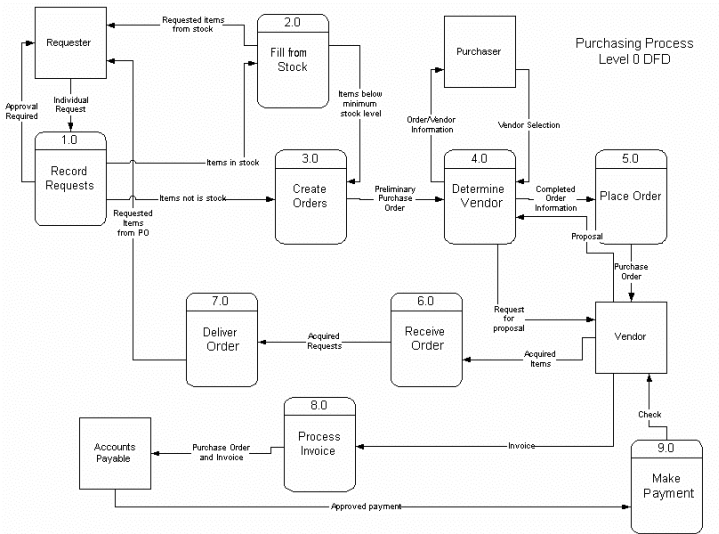 Purchasing Process
Level 0 DFD
Requester
Requested items
from stock
2.0
Fill from
Stock
Purchaser
Approval
Required
Individual
Request
Items below
minimum
stock level
Order/Vendor
Information
Vendor Selection
1.0
Record
Requests
Items in stock
Items not is stock
3.0
Create
Orders
Preliminary
Purchase
Order
4.0
Determine
Vendor
Completed
Order
Information
5.0
Place Order
Requested
Items
from PO
Proposal
Purchase
Order
7.0
Deliver
Order
Acquired
Requests
6.0
Receive
Order
Request
for
proposal
Vendor
Acquired
Items
Accounts
Payable
Purchase Order
and Invoice
8.0
Process
Invoice
Invoice
Check
9.0
Make
Payment
Approved payment